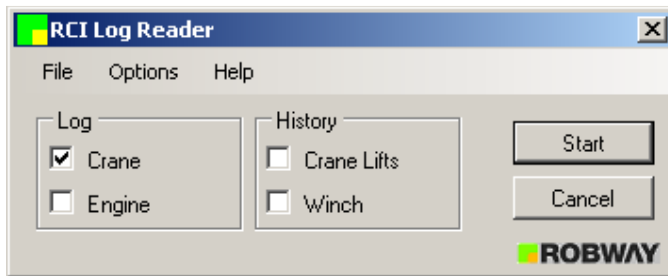 RCI Log Reader
File Options Help
Log
Crane
Engine
History
Crane Lifts
Winch
Start
Cancel
ROBWAY